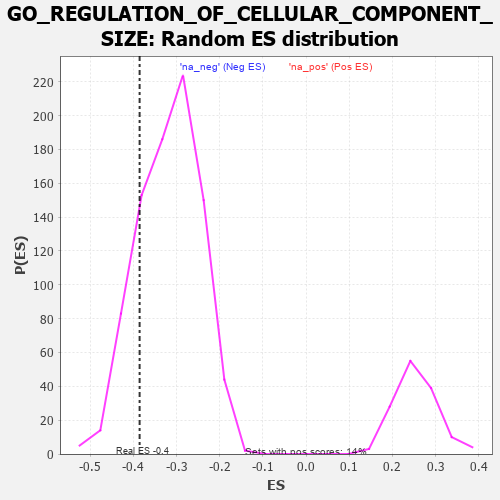 GO_REGULATION_OF_CELLULAR_COMPONENT_
SIZE: Random ES distribution
'na_neg' (Neg ES) 'na_pos' (Pos ES)
P(ES)
220
200
180
160
140
120
100
80
60
40
20
0
Real ES -0.4
Sets with pos scores: 14%
-0.5 -0.4 -0.3 -0.2 -0.1 0.0 0.1 0.2 0.3 0.4
ES